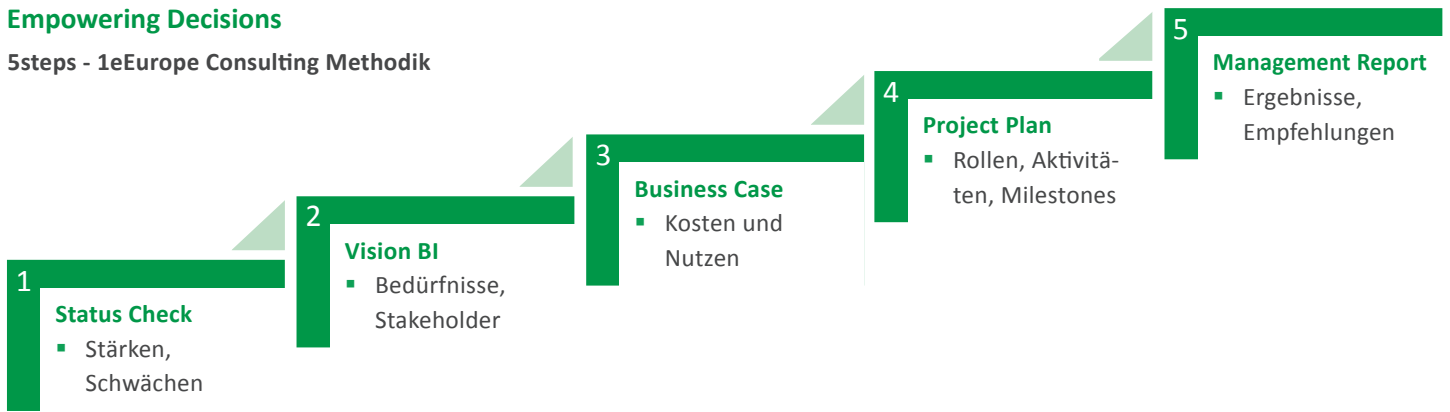 Empowering Decisions
5steps - 1eEurope Consulting Methodik
1
Status Check
▪ Stärken,
Schwächen
2
Vision BI
▪ Bedürfnisse,
Stakeholder
3
Business Case
▪ Kosten und
Nutzen
4
Project Plan
▪ Rollen, Aktivitä-
ten, Milestones
5
Management Report
▪ Ergebnisse,
Empfehlungen